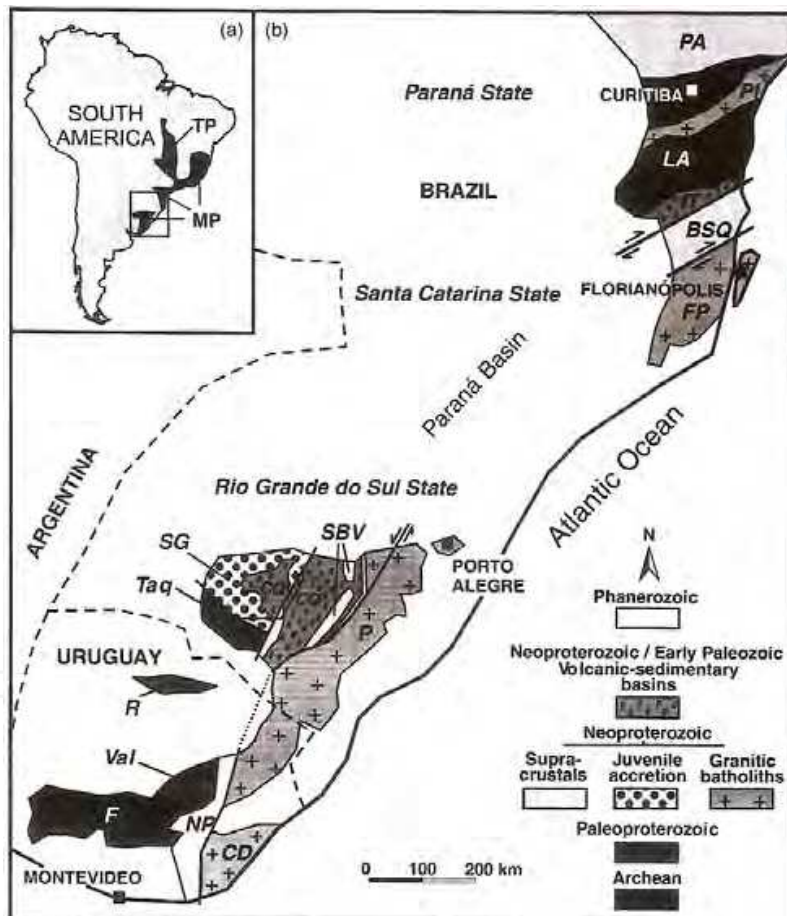 (a)
(b)
SOUTH
AMERICA
TP
MP
PA
Paraná State
CURITIBA
PI
LA
BRAZIL
IT
BSQ
Santa Catarina State
FLORIANÓPOLIS
FP
Paraná Basin
Atlantic Ocean
ARGENTINA
Rio Grande do Sul State
SBV
SG
PORTO
ALEGRE
Taq
P
URUGUAY
R
Val
F
NP
CD
MONTEVIDEO
0 100 200 km
N
Phanerozoic
Neoproterozoic / Early Paleozoic
Volcanic-sedimentary
basins
Neoproterozoic
Supra-
crustals
Juvenile
accretion
Granitic
batholiths
Paleoproterozoic
Archean